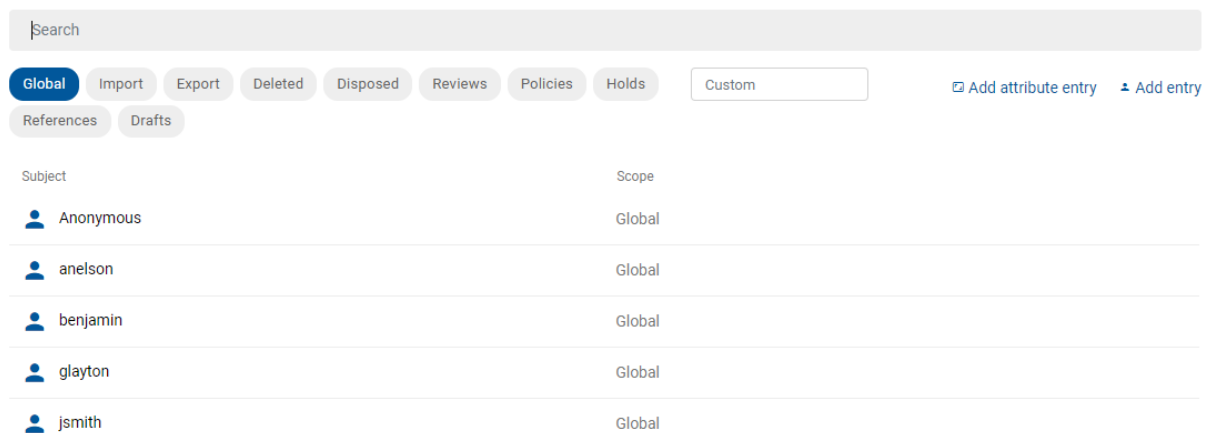 Search
Global Import Export Deleted Disposed Reviews Policies Holds Custom Add attribute entry Add entry
References Drafts
Subject Scope
Anonymous Global
anelson Global
benjamin Global
glayton Global
jsmith Global